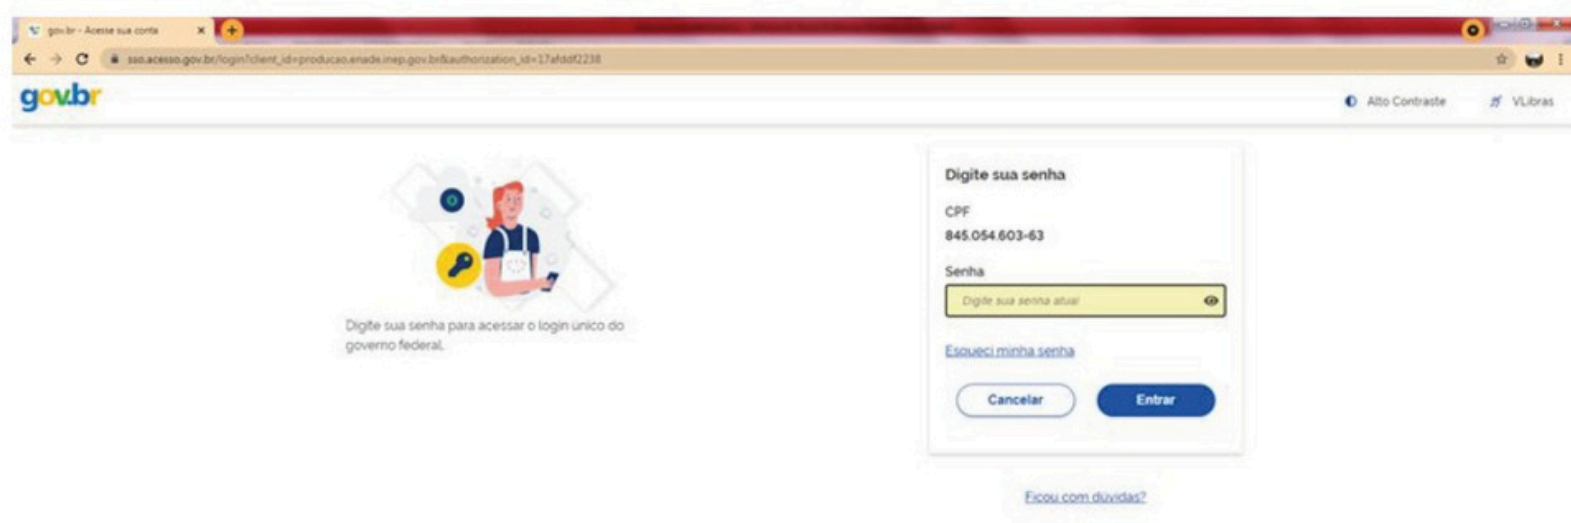 gov.br - Acesse sua conta
sso.acesso.gov.br/login?client_id=producao.enade.inep.gov.br&authorization_id=17afddf2238
gov.br
Alto Contraste
VLibras
Digite sua senha para acessar o login único do
governo federal.
Digite sua senha
CPF
845.054.603-63
Senha
Digite sua senha atual
Esqueci minha senha
Cancelar
Entrar
Ficou com dúvidas?